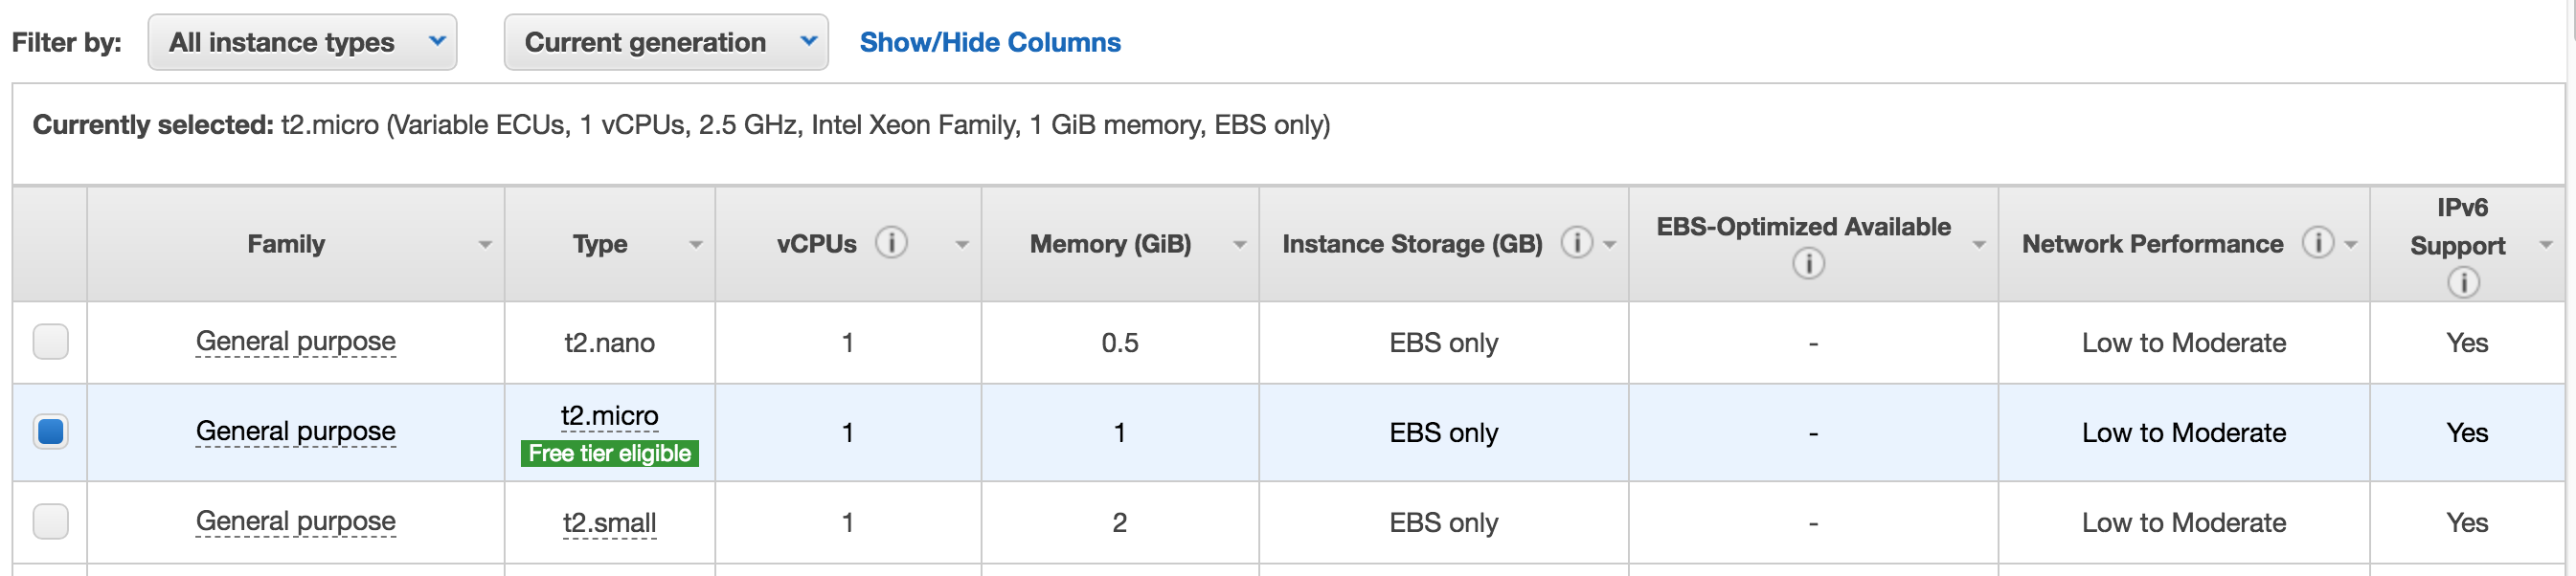 Filter by: All instance types Current generation Show/Hide Columns
Currently selected: t2.micro (Variable ECUs, 1 vCPUs, 2.5 GHz, Intel Xeon Family, 1 GiB memory, EBS only)
Family Type vCPUs i Memory (GiB) Instance Storage (GB) i EBS-Optimized Available i Network Performance i IPv6 Support i
General purpose t2.nano 1 0.5 EBS only - Low to Moderate Yes
General purpose t2.micro Free tier eligible 1 1 EBS only - Low to Moderate Yes
General purpose t2.small 1 2 EBS only - Low to Moderate Yes